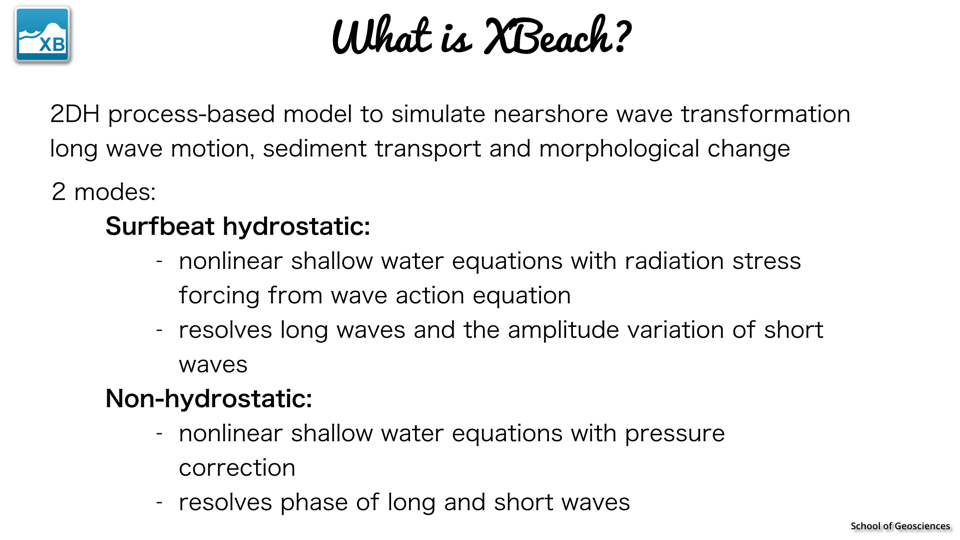 XB
What is XBeach?
2DH process-based model to simulate nearshore wave transformation
long wave motion, sediment transport and morphological change
2 modes:
Surfbeat hydrostatic:
- nonlinear shallow water equations with radiation stress
forcing from wave action equation
- resolves long waves and the amplitude variation of short
waves
Non-hydrostatic:
- nonlinear shallow water equations with pressure
correction
- resolves phase of long and short waves
School of Geosciences